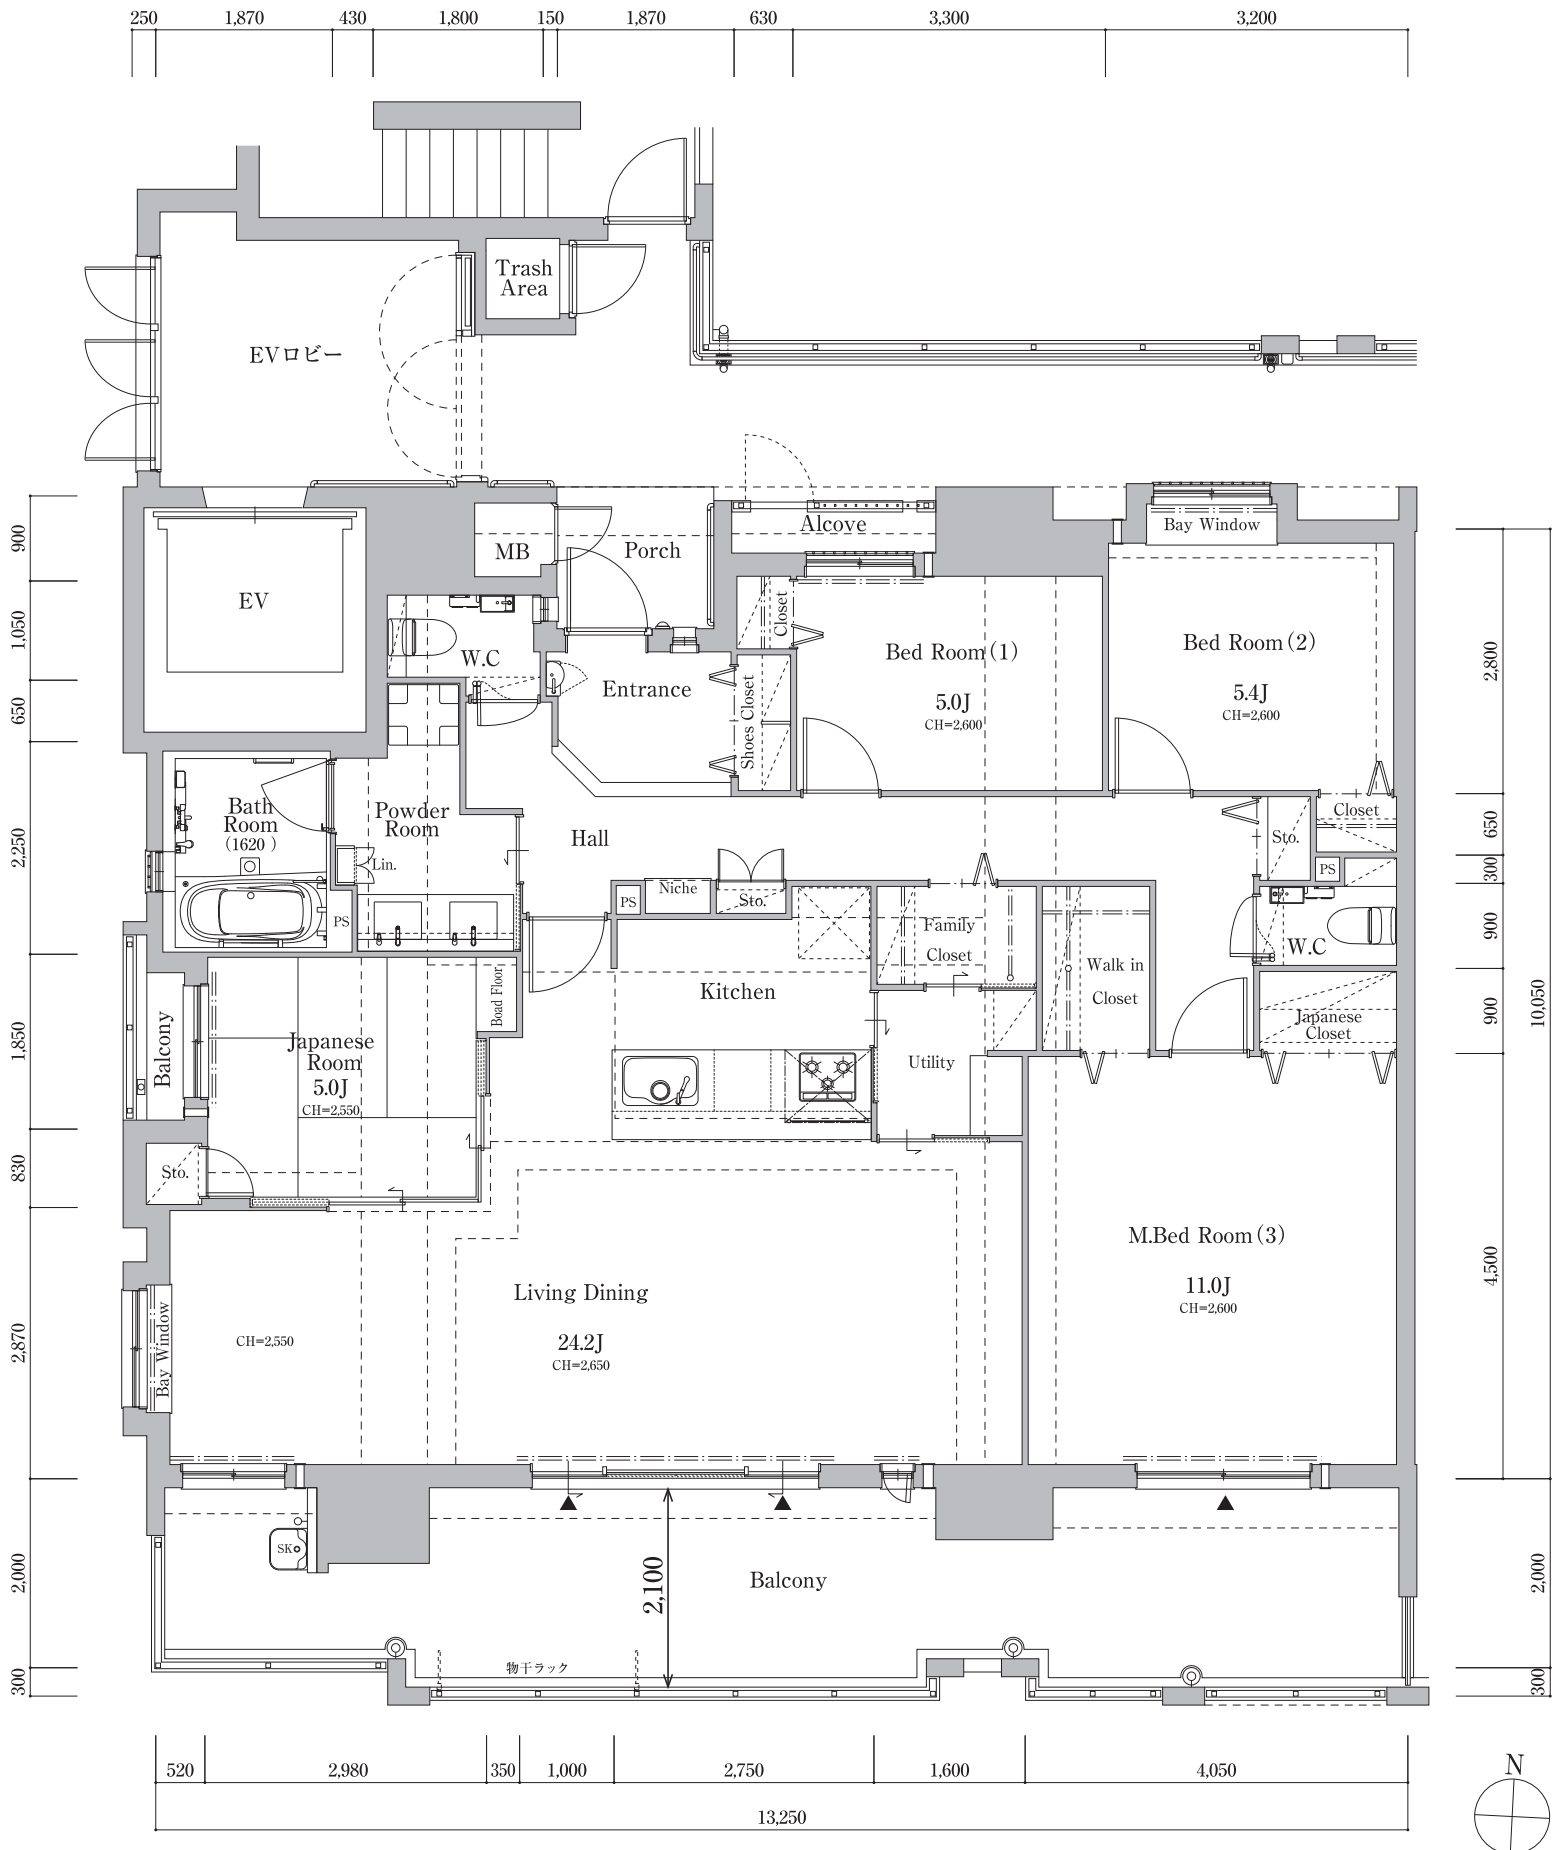 250 1,870 430 1,800 150 1,870 630 3,300 3,200
Trash
Area
EVロビー
900
1,050
650
2,250
1,850
830
2,870
2,000
300
MB
Porch
Alcove
Bay Window
EV
W.C
Entrance
Closet
Shoes Closet
Bed Room(1)
5.0J
CH=2,600
Bed Room(2)
5.4J
CH=2,600
Bath
Room
(1620 )
Powder
Room
Lin.
PS
Hall
PS
Niche
Sto.
Sto.
Closet
PS
W.C
Family
Closet
Walk in
Closet
Japanese
Closet
Kitchen
Utility
Boad Floor
Balcony
Japanese
Room
5.0J
CH=2,550
Sto.
Bay Window
CH=2,550
Living Dining
24.2J
CH=2,650
M.Bed Room(3)
11.0J
CH=2,600
SK
2,100
Balcony
物干ラック
2,800
650
300
900
900
4,500
10,050
2,000
300
520 2,980 350 1,000 2,750 1,600 4,050
13,250
N